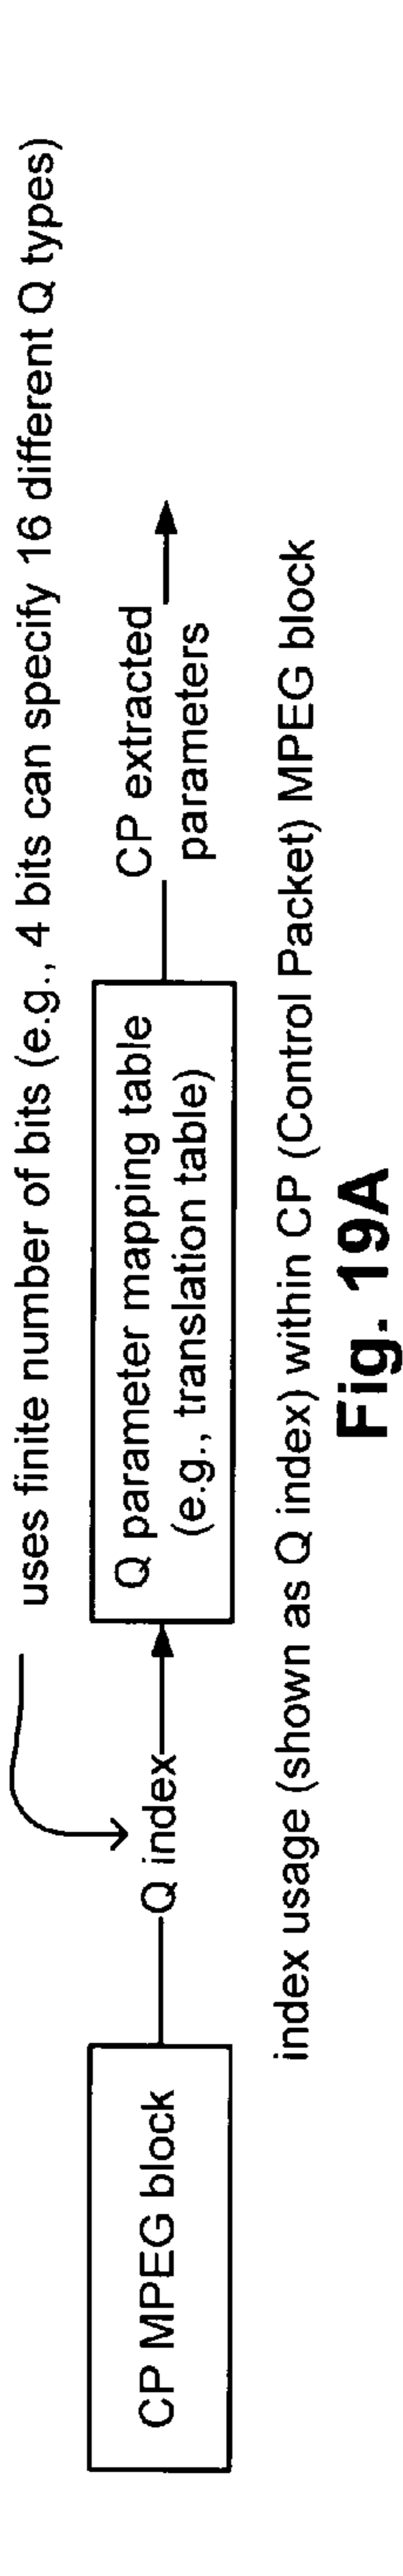 uses finite number of bits (e.g., 4 bits can specify 16 different Q types)
CP MPEG block
Q index
Q parameter mapping table
(e.g., translation table)
CP extracted
parameters
index usage (shown as Q index) within CP (Control Packet) MPEG block
Fig. 19A